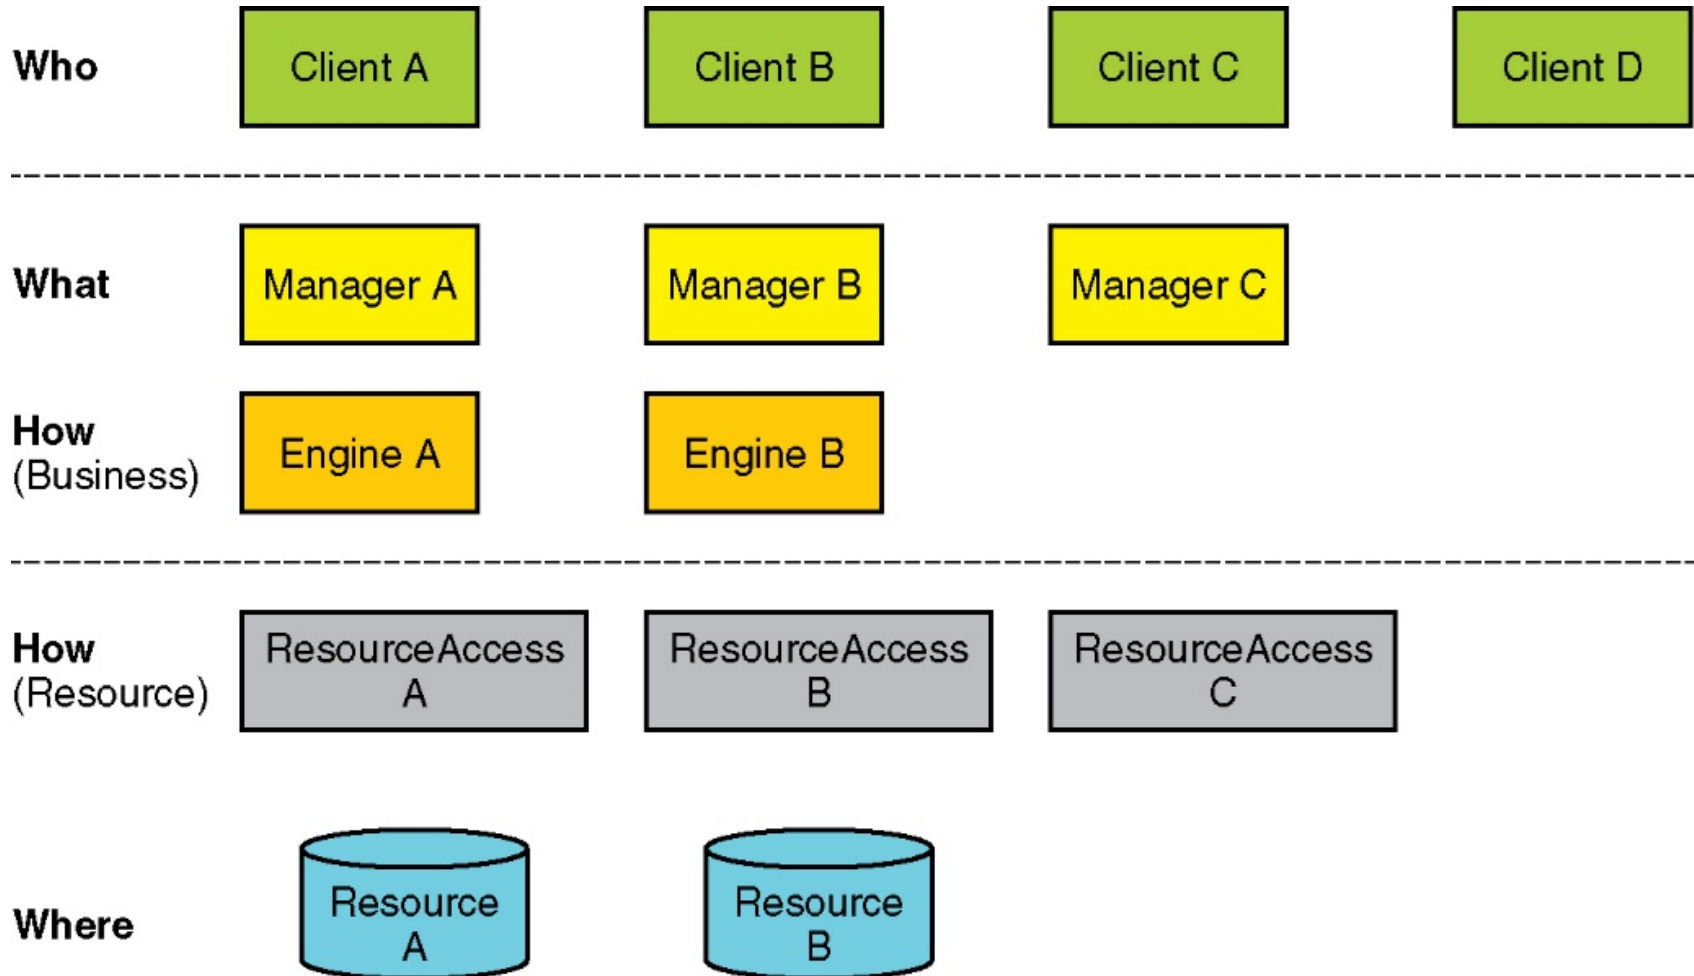 Who
Client A
Client B
Client C
Client D
What
Manager A
Manager B
Manager C
How
(Business)
Engine A
Engine B
How
(Resource)
ResourceAccess
A
ResourceAccess
B
ResourceAccess
C
Where
Resource
A
Resource
B